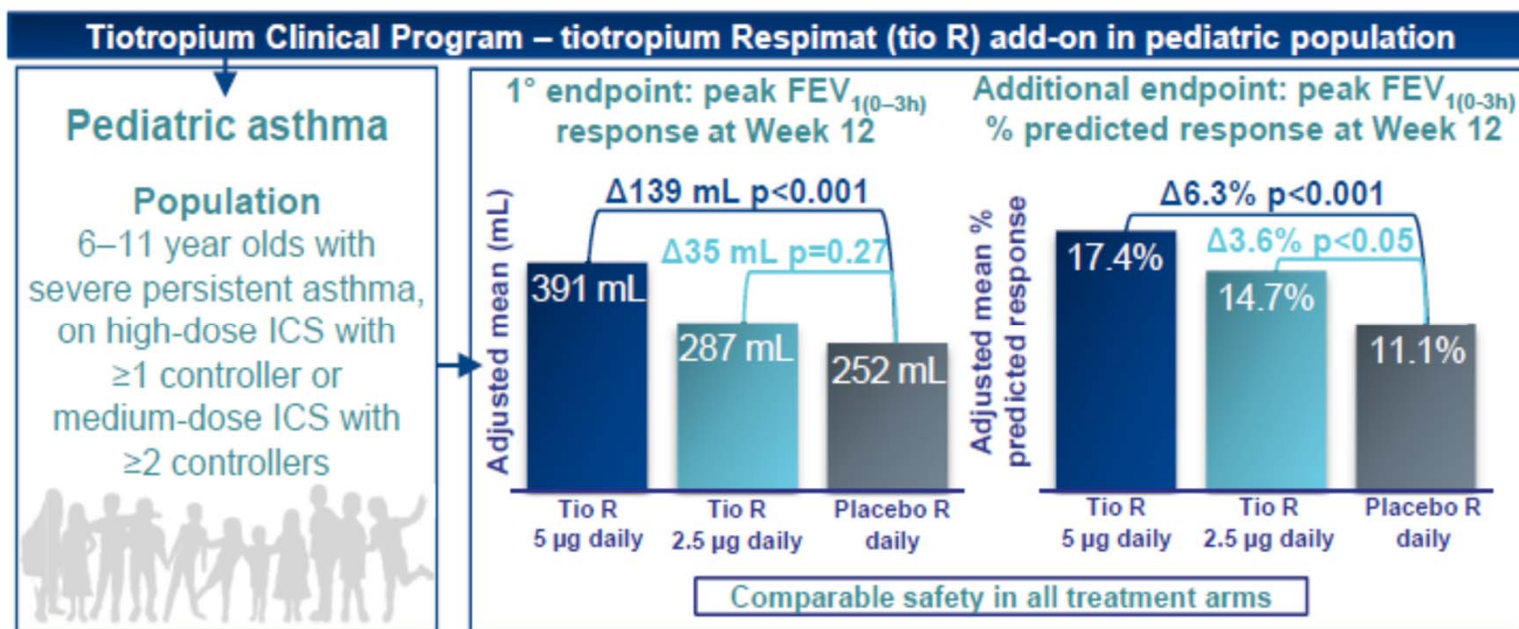 Tiotropium Clinical Program – tiotropium Respimat (tio R) add-on in pediatric population
Pediatric asthma
Population
6–11 year olds with
severe persistent asthma,
on high-dose ICS with
≥1 controller or
medium-dose ICS with
≥2 controllers
1° endpoint: peak FEV1(0–3h)
response at Week 12
Adjusted mean (mL)
Δ139 mL p<0.001
Δ35 mL p=0.27
391 mL
287 mL
252 mL
Tio R
5 µg daily
Tio R
2.5 µg daily
Placebo R
daily
Additional endpoint: peak FEV1(0-3h)
% predicted response at Week 12
Adjusted mean %
predicted response
Δ6.3% p<0.001
Δ3.6% p<0.05
17.4%
14.7%
11.1%
Tio R
5 µg daily
Tio R
2.5 µg daily
Placebo R
daily
Comparable safety in all treatment arms